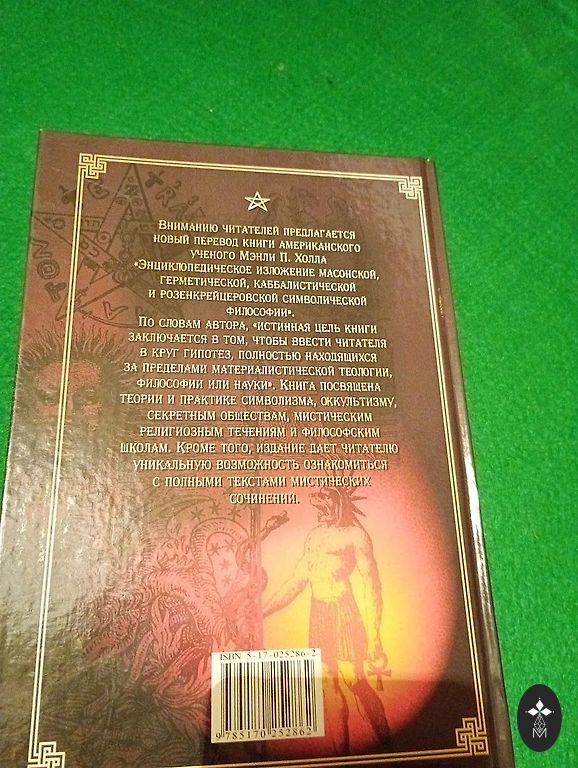 Вниманию читателей предлагается
новый перевод книги американского
ученого Мэнли П. Холла
«Энциклопедическое изложение масонской,
герметической, каббалистической
и розенкрейцеровской символической
философии».
По словам автора, «истинная цель книги
заключается в том, чтобы ввести читателя
в круг гипотез, полностью находящихся
за пределами материалистической теологии,
философии или науки». Книга посвящена
теории и практике символизма, оккультизму,
секретным обществам, мистическим
религиозным течениям и философским
школам. Кроме того, издание дает читателю
уникальную возможность ознакомиться
с полными текстами мистических
сочинений.
ISBN 5-17-025286-2
9 785170 252862
M